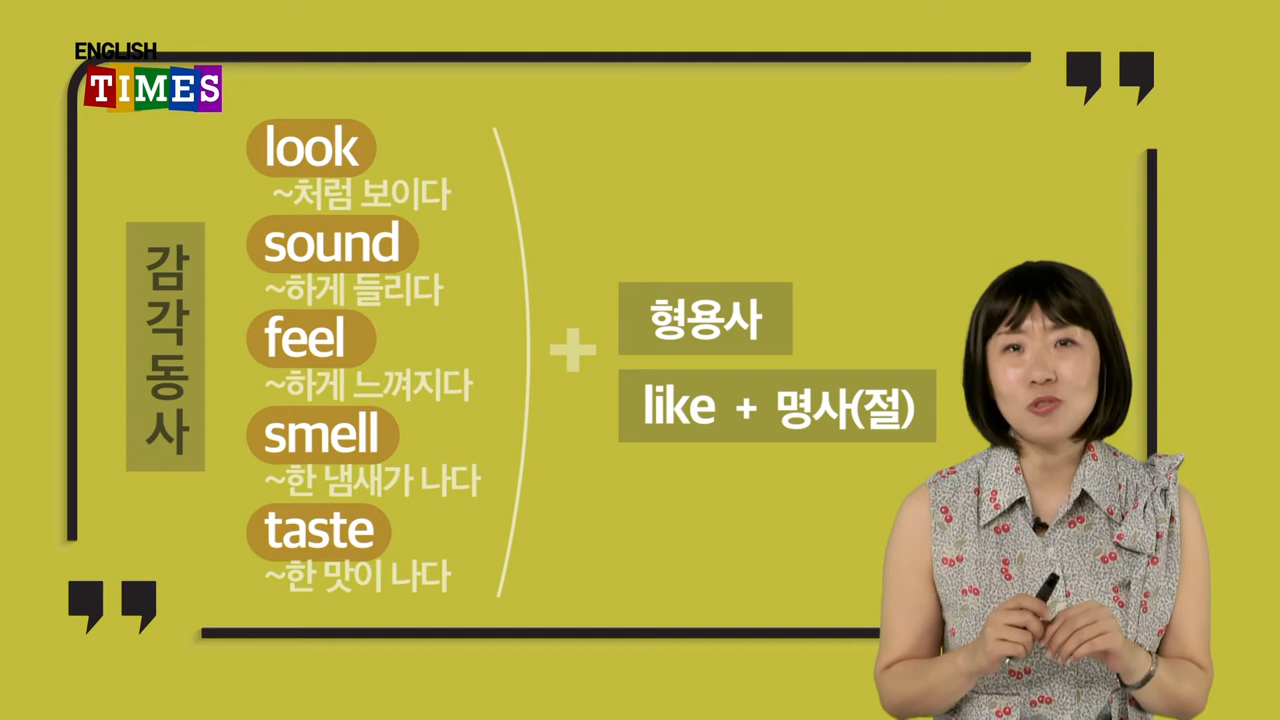 ENGLISH
TIMES
감각동사
look
~처럼 보이다
sound
~하게 들리다
feel
~하게 느껴지다
smell
~한 냄새가 나다
taste
~한 맛이 나다
+
형용사
like + 명사(절)